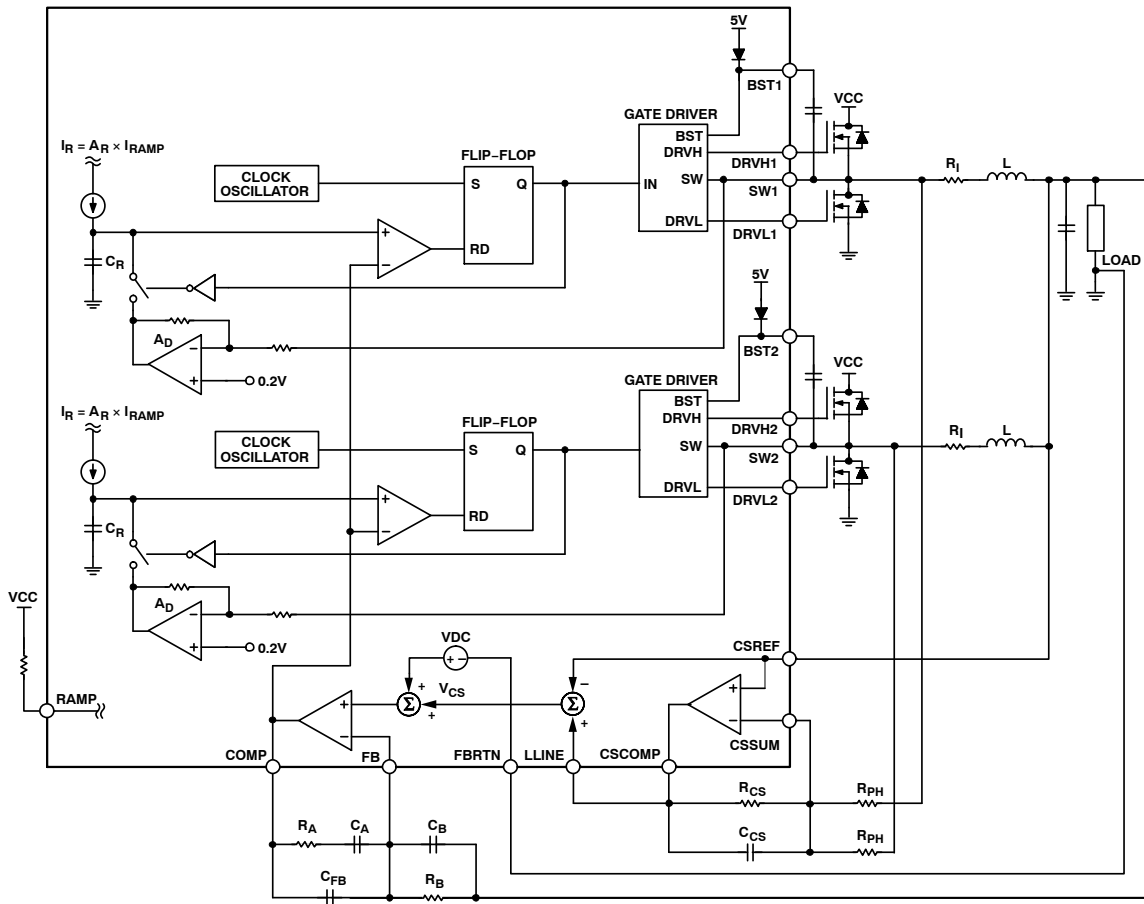 5V
BST1
VCC
GATE DRIVER
BST
DRVH
IN
SW
DRVL
DRVH1
SW1
DRVL1
I_R = A_R × I_RAMP
FLIP–FLOP
CLOCK
OSCILLATOR
S
Q
RD
+
–
C_R
A_D
–
+
0.2V
R_I
L
LOAD
5V
BST2
VCC
GATE DRIVER
BST
DRVH
SW
DRVL
DRVH2
SW2
DRVL2
I_R = A_R × I_RAMP
FLIP–FLOP
CLOCK
OSCILLATOR
S
Q
RD
+
–
C_R
A_D
–
+
0.2V
R_I
L
VCC
RAMP
VDC
+ –
+
Σ
+
V_CS
–
Σ
+
CSREF
+
–
CSSUM
+
–
COMP
FB
FBRTN
LLINE
CSCOMP
R_CS
R_PH
C_CS
R_PH
R_A
C_A
C_B
C_FB
R_B